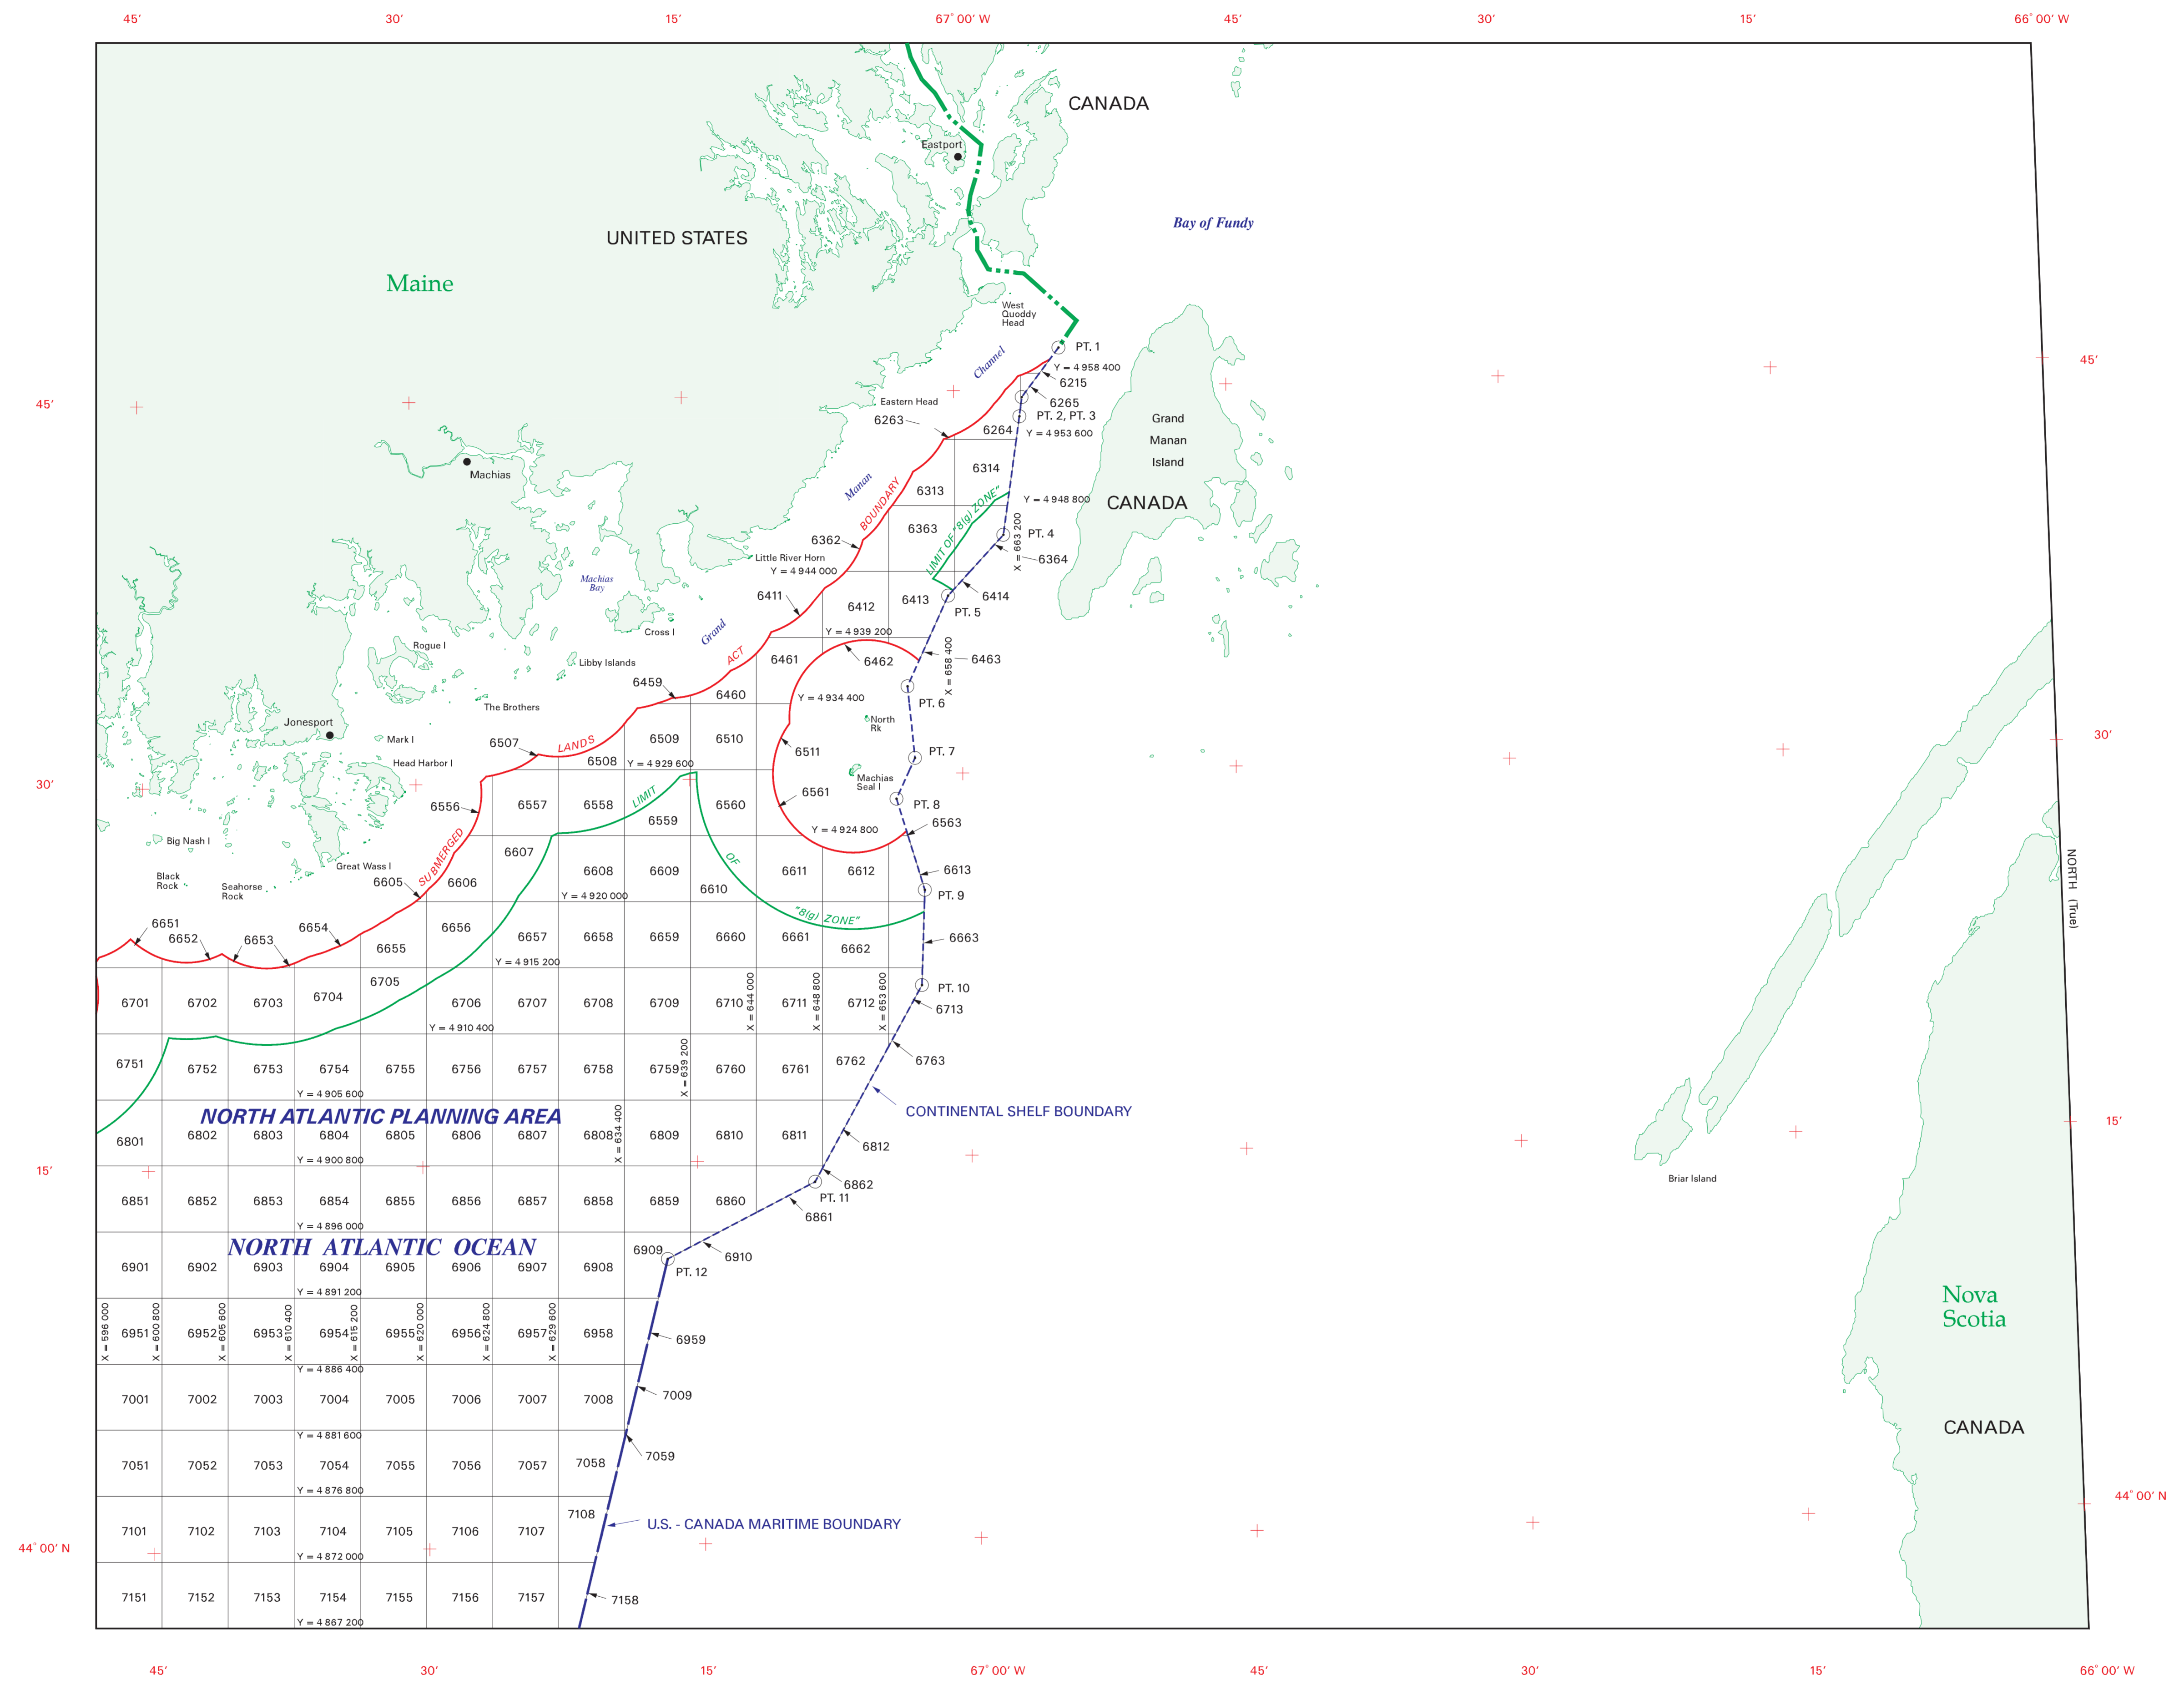 45′
30′
15′
67° 00′ W
45′
30′
15′
66° 00′ W
CANADA
Eastport
UNITED STATES
Bay of Fundy
Maine
West
Quoddy
Head
PT. 1
Channel
Y = 4 958 400
45′
6215
45′
Eastern Head
6265
6263
PT. 2, PT. 3
Grand
Manan
Island
6264
Y = 4 953 600
Machias
6314
Manan
BOUNDARY
6313
LIMIT OF "8(g) ZONE"
Y = 4 948 800
CANADA
6363
X = 663 200
PT. 4
6362
Little River Horn
6364
Y = 4 944 000
Machias
Bay
6411
6412
6413
6414
PT. 5
Cross I
Grand
Y = 4 939 200
Rogue I
ACT
6461
6462
X = 658 400
6463
Libby Islands
6459
6460
Y = 4 934 400
PT. 6
The Brothers
North
Rk
Jonesport
Mark I
6507
LANDS
6509
6510
6511
PT. 7
30′
Head Harbor I
6508
Y = 4 929 600
Machias
Seal I
30′
6556
6557
6558
LIMIT
6559
6560
6561
PT. 8
6563
Y = 4 924 800
Big Nash I
SUBMERGED
6607
OF
Great Wass I
Black
Rock
Seahorse
Rock
6605
6606
6608
6609
6610
6611
6612
6613
NORTH (True)
Y = 4 920 000
PT. 9
"8(g) ZONE"
6651
6652
6653
6654
6655
6656
6657
6658
6659
6660
6661
6662
6663
Y = 4 915 200
6701
6702
6703
6704
6705
6706
6707
6708
6709
6710
X = 644 000
6711
X = 648 800
6712
X = 653 600
PT. 10
6713
Y = 4 910 400
6751
6752
6753
6754
6755
6756
6757
6758
6759
X = 639 200
6760
6761
6762
6763
Y = 4 905 600
NORTH ATLANTIC PLANNING AREA
CONTINENTAL SHELF BOUNDARY
15′
6801
6802
6803
6804
6805
6806
6807
6808
X = 634 400
6809
6810
6811
6812
Y = 4 900 800
15′
Briar Island
6851
6852
6853
6854
6855
6856
6857
6858
6859
6860
6861
6862
PT. 11
Y = 4 896 000
NORTH ATLANTIC OCEAN
6901
6902
6903
6904
6905
6906
6907
6908
6909
6910
PT. 12
Y = 4 891 200
Nova
Scotia
X = 596 000
6951
X = 600 800
6952
X = 605 600
6953
X = 610 400
6954
X = 615 200
6955
X = 620 000
6956
X = 624 800
6957
X = 629 600
6958
6959
Y = 4 886 400
7001
7002
7003
7004
7005
7006
7007
7008
7009
CANADA
Y = 4 881 600
7051
7052
7053
7054
7055
7056
7057
7058
7059
Y = 4 876 800
44° 00′ N
7101
7102
7103
7104
7105
7106
7107
7108
U.S. - CANADA MARITIME BOUNDARY
44° 00′ N
Y = 4 872 000
7151
7152
7153
7154
7155
7156
7157
7158
Y = 4 867 200
45′
30′
15′
67° 00′ W
45′
30′
15′
66° 00′ W